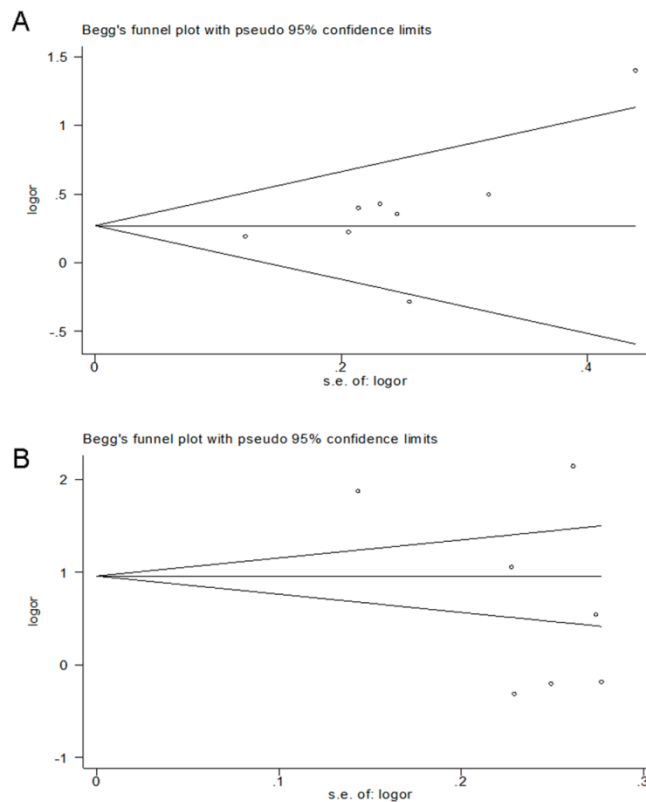 A
Begg's funnel plot with pseudo 95% confidence limits
1.5
1
.5
0
-.5
logor
0
.2
.4
s.e. of: logor
B
Begg's funnel plot with pseudo 95% confidence limits
2
1
0
-1
logor
0
.1
.2
.3
s.e. of: logor